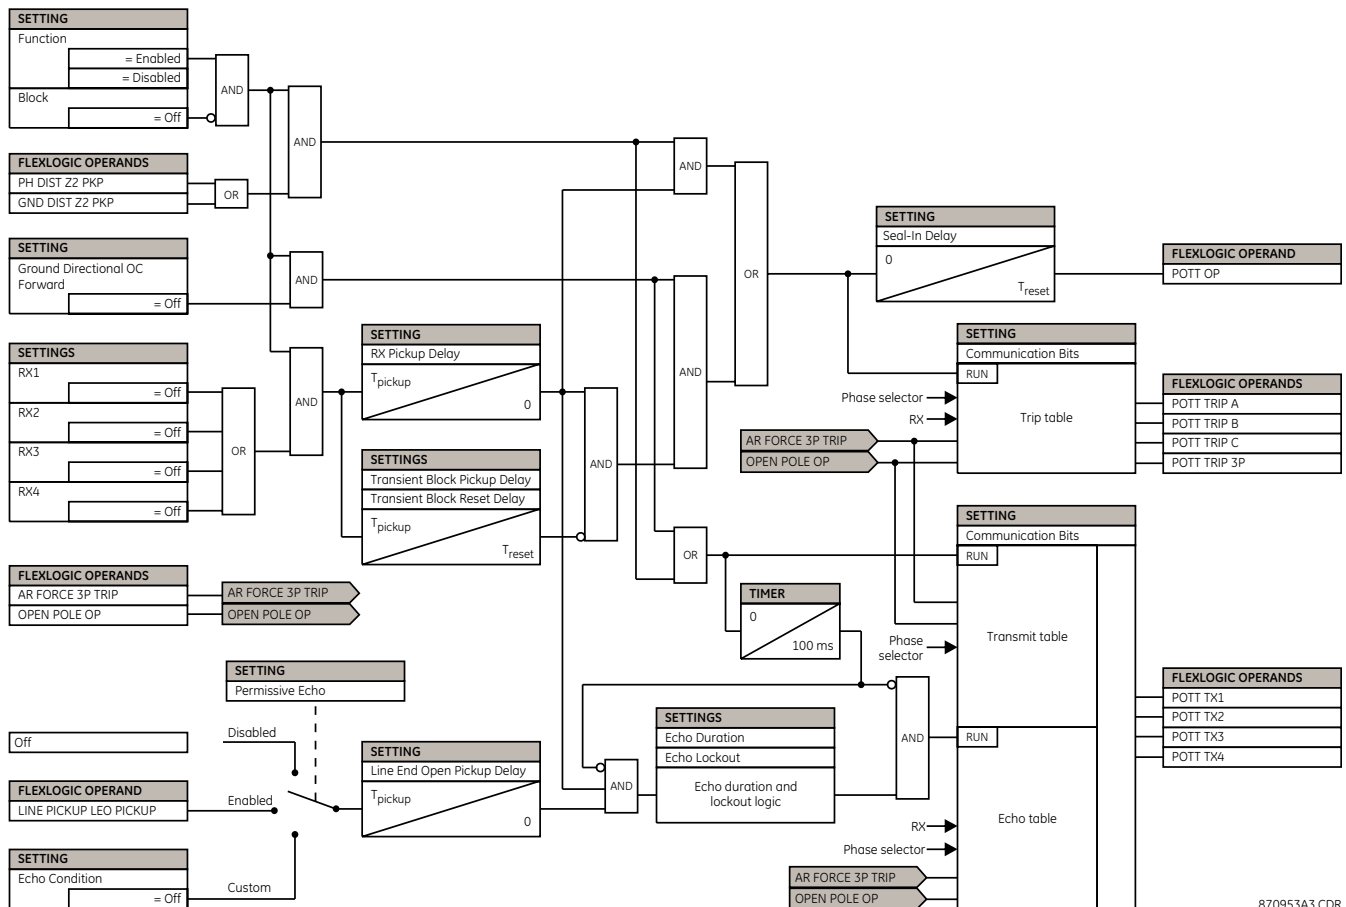 SETTING
Function
= Enabled
= Disabled
Block
= Off
AND
AND
FLEXLOGIC OPERANDS
PH DIST Z2 PKP
GND DIST Z2 PKP
OR
AND
OR
SETTING
Seal-In Delay
0
Treset
FLEXLOGIC OPERAND
POTT OP
SETTING
Ground Directional OC
Forward
= Off
AND
AND
SETTINGS
RX1
= Off
RX2
= Off
RX3
= Off
RX4
= Off
OR
AND
SETTING
RX Pickup Delay
Tpickup
0
SETTINGS
Transient Block Pickup Delay
Transient Block Reset Delay
Tpickup
Treset
AND
SETTING
Communication Bits
RUN
Phase selector
RX
Trip table
AR FORCE 3P TRIP
OPEN POLE OP
FLEXLOGIC OPERANDS
POTT TRIP A
POTT TRIP B
POTT TRIP C
POTT TRIP 3P
FLEXLOGIC OPERANDS
AR FORCE 3P TRIP
OPEN POLE OP
AR FORCE 3P TRIP
OPEN POLE OP
OR
TIMER
0
100 ms
SETTING
Communication Bits
RUN
Transmit table
Phase
selector
SETTING
Permissive Echo
Off
Disabled
FLEXLOGIC OPERAND
LINE PICKUP LEO PICKUP
Enabled
SETTING
Echo Condition
= Off
Custom
SETTING
Line End Open Pickup Delay
Tpickup
0
AND
SETTINGS
Echo Duration
Echo Lockout
Echo duration and
lockout logic
AND
RUN
Echo table
RX
Phase selector
AR FORCE 3P TRIP
OPEN POLE OP
FLEXLOGIC OPERANDS
POTT TX1
POTT TX2
POTT TX3
POTT TX4
870953A3.CDR